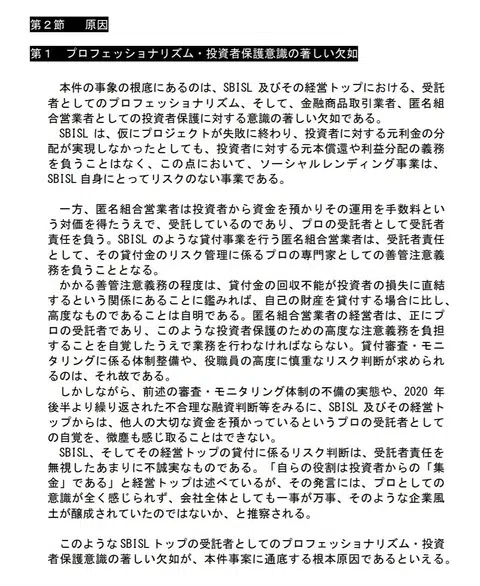 第２節　原因
第１　プロフェッショナリズム・投資者保護意識の著しい欠如
本件の事象の根底にあるのは、SBISL 及びその経営トップにおける、受託
者としてのプロフェッショナリズム、そして、金融商品取引業者、匿名組
合営業者としての投資者保護に対する意識の著しい欠如である。
SBISL は、仮にプロジェクトが失敗に終わり、投資者に対する元利金の分
配が実現しなかったとしても、投資者に対する元本償還や利益分配の義務
を負うことはなく、この点において、ソーシャルレンディング事業は、
SBISL 自身にとってリスクのない事業である。
一方、匿名組合営業者は投資者から資金を預かりその運用を手数料とい
う対価を得たうえで、受託しているのであり、プロの受託者として受託者
責任を負う。SBISL のような貸付事業を行う匿名組合営業者は、受託者責任
として、その貸付金のリスク管理に係るプロの専門家としての善管注意義
務を負うこととなる。
かかる善管注意義務の程度は、貸付金の回収不能が投資者の損失に直結
するという関係にあることに鑑みれば、自己の財産を貸付する場合に比し、
高度なものであることは自明である。匿名組合営業者の経営者は、正にプ
ロの受託者であり、このような投資者保護のための高度な注意義務を負担
することを自覚したうえで業務を行わなければならない。貸付審査・モニ
タリングに係る体制整備や、役職員の高度に慎重なリスク判断が求められ
るのは、それ故である。
しかしながら、前述の審査・モニタリング体制の不備の実態や、2020 年
後半より繰り返された不合理な融資判断等をみるに、SBISL 及びその経営ト
ップからは、他人の大切な資金を預かっているというプロの受託者として
の自覚を、微塵も感じ取ることはできない。
SBISL、そしてその経営トップの貸付に係るリスク判断は、受託者責任を
無視したあまりに不誠実なものである。「自らの役割は投資者からの「集
金」である」と経営トップは述べているが、その発言には、プロとしての
意識が全く感じられず、会社全体としても一事が万事、そのような企業風
土が醸成されていたのではないか、と推察される。
このような SBISL トップの受託者としてのプロフェッショナリズム・投資
者保護意識の著しい欠如が、本件事案に通底する根本原因であるといえる。